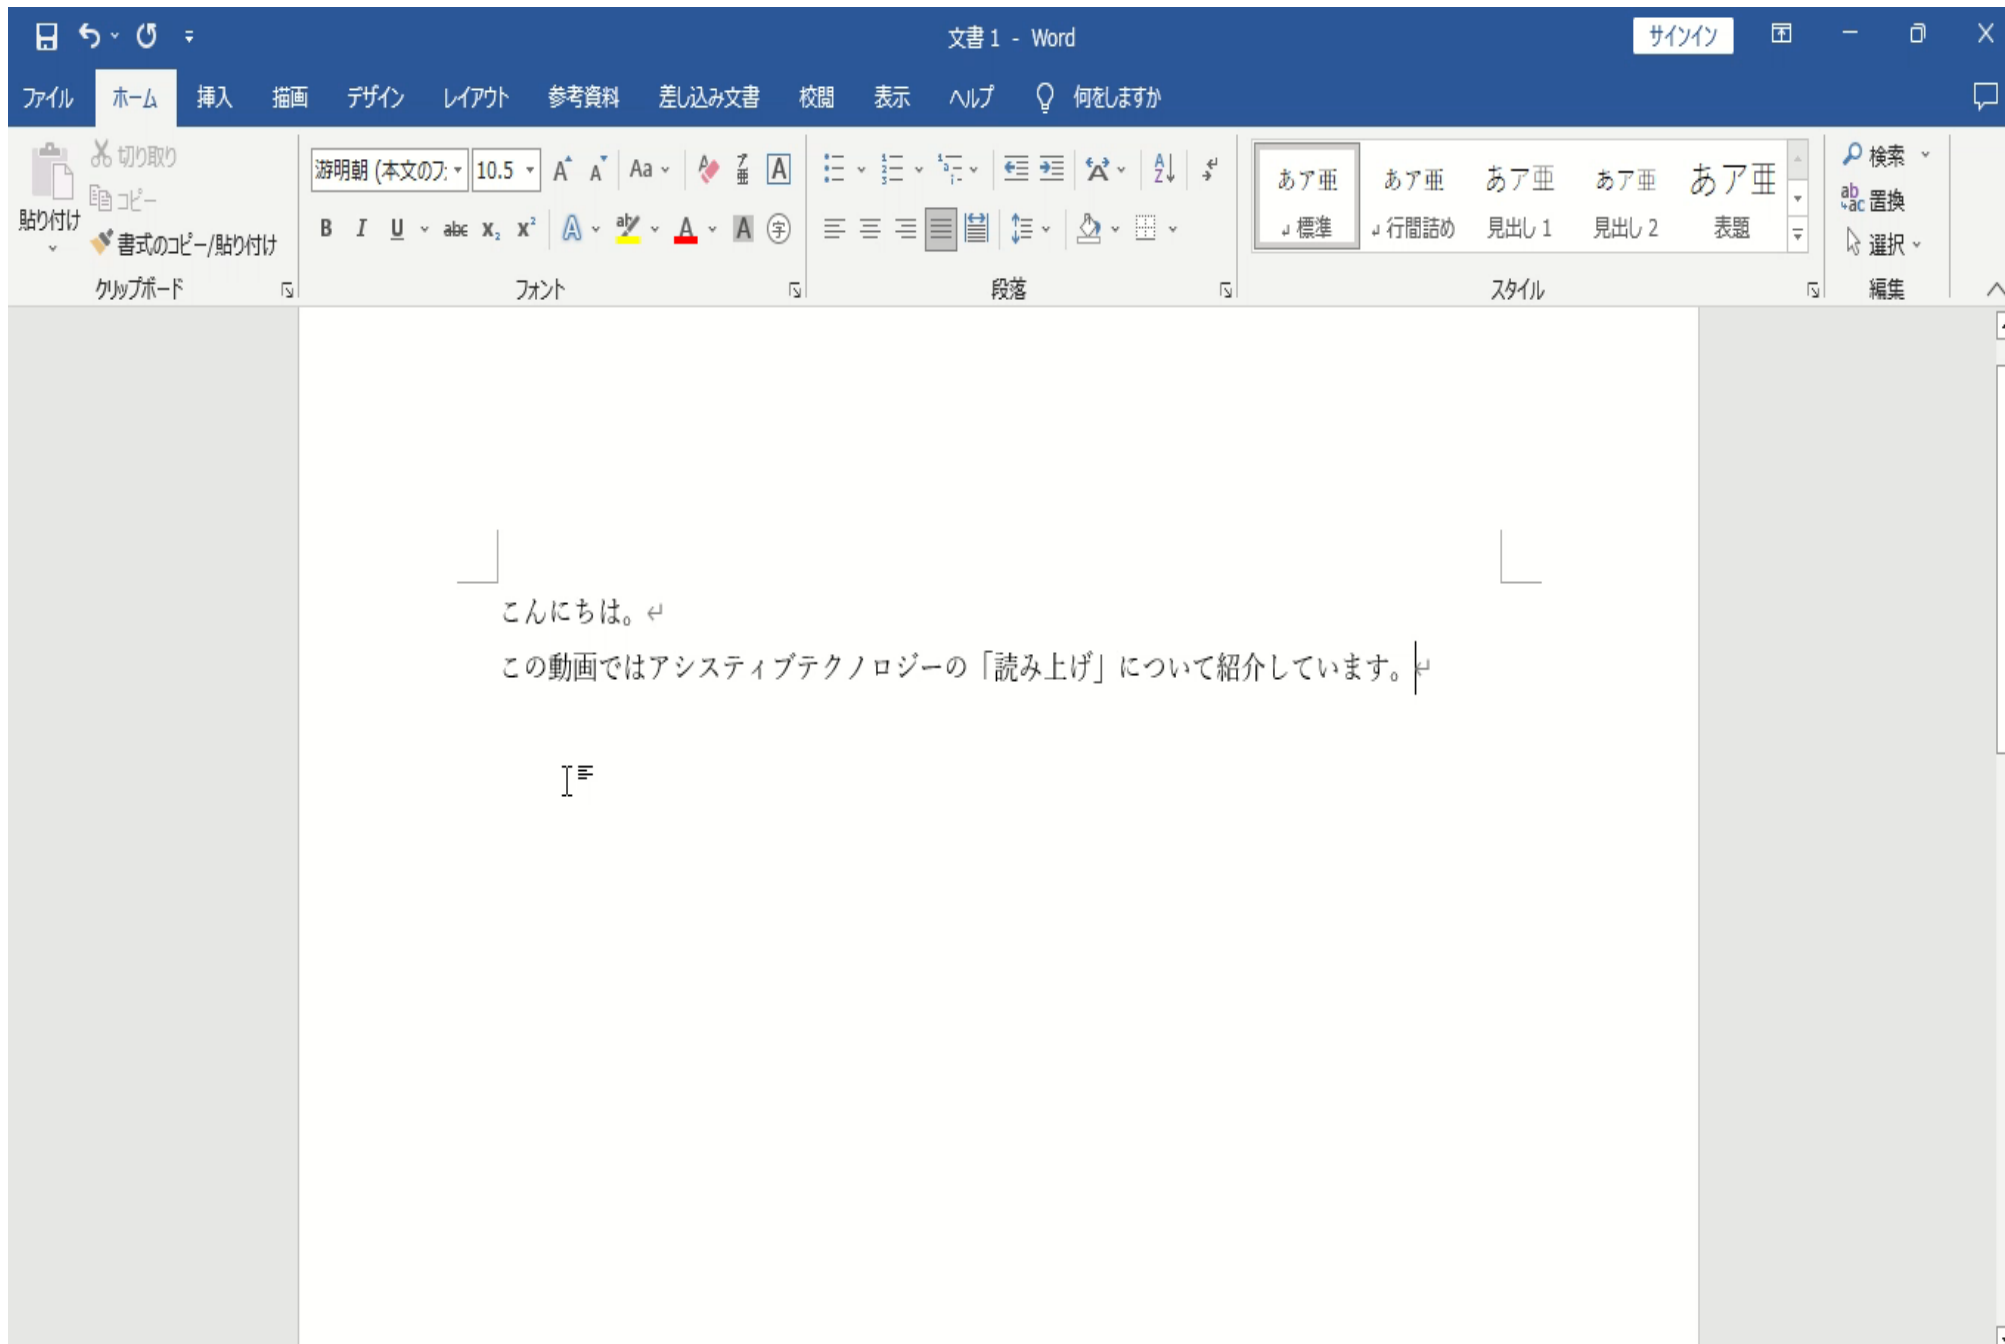 文書 1 - Word
サインイン
ファイル ホーム 挿入 描画 デザイン レイアウト 参考資料 差し込み文書 校閲 表示 ヘルプ 何をしますか
貼り付け
切り取り
コピー
書式のコピー/貼り付け
クリップボード
游明朝 (本文のフ 10.5
Aa
B I U abc x₂ x²
フォント
段落
あア亜 標準
あア亜 行間詰め
あア亜 見出し 1
あア亜 見出し 2
あア亜 表題
スタイル
検索
置換
選択
編集
こんにちは。
この動画ではアシスティブテクノロジーの「読み上げ」について紹介しています。